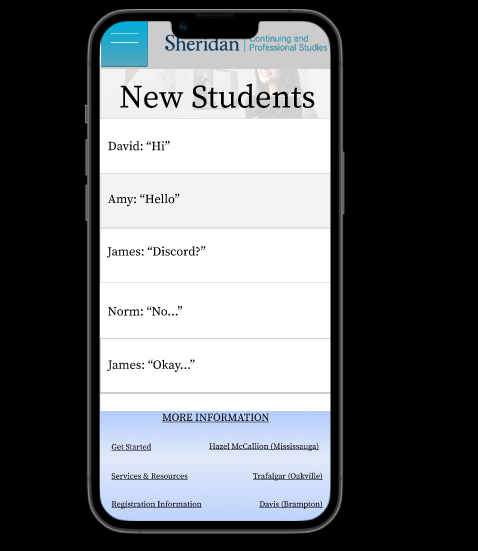 Sheridan | Continuing and
Professional Studies
New Students
David: “Hi”
Amy: “Hello”
James: “Discord?”
Norm: “No...”
James: “Okay...”
MORE INFORMATION
Get Started Hazel McCallion (Mississauga)
Services & Resources Trafalgar (Oakville)
Registration Information Davis (Brampton)